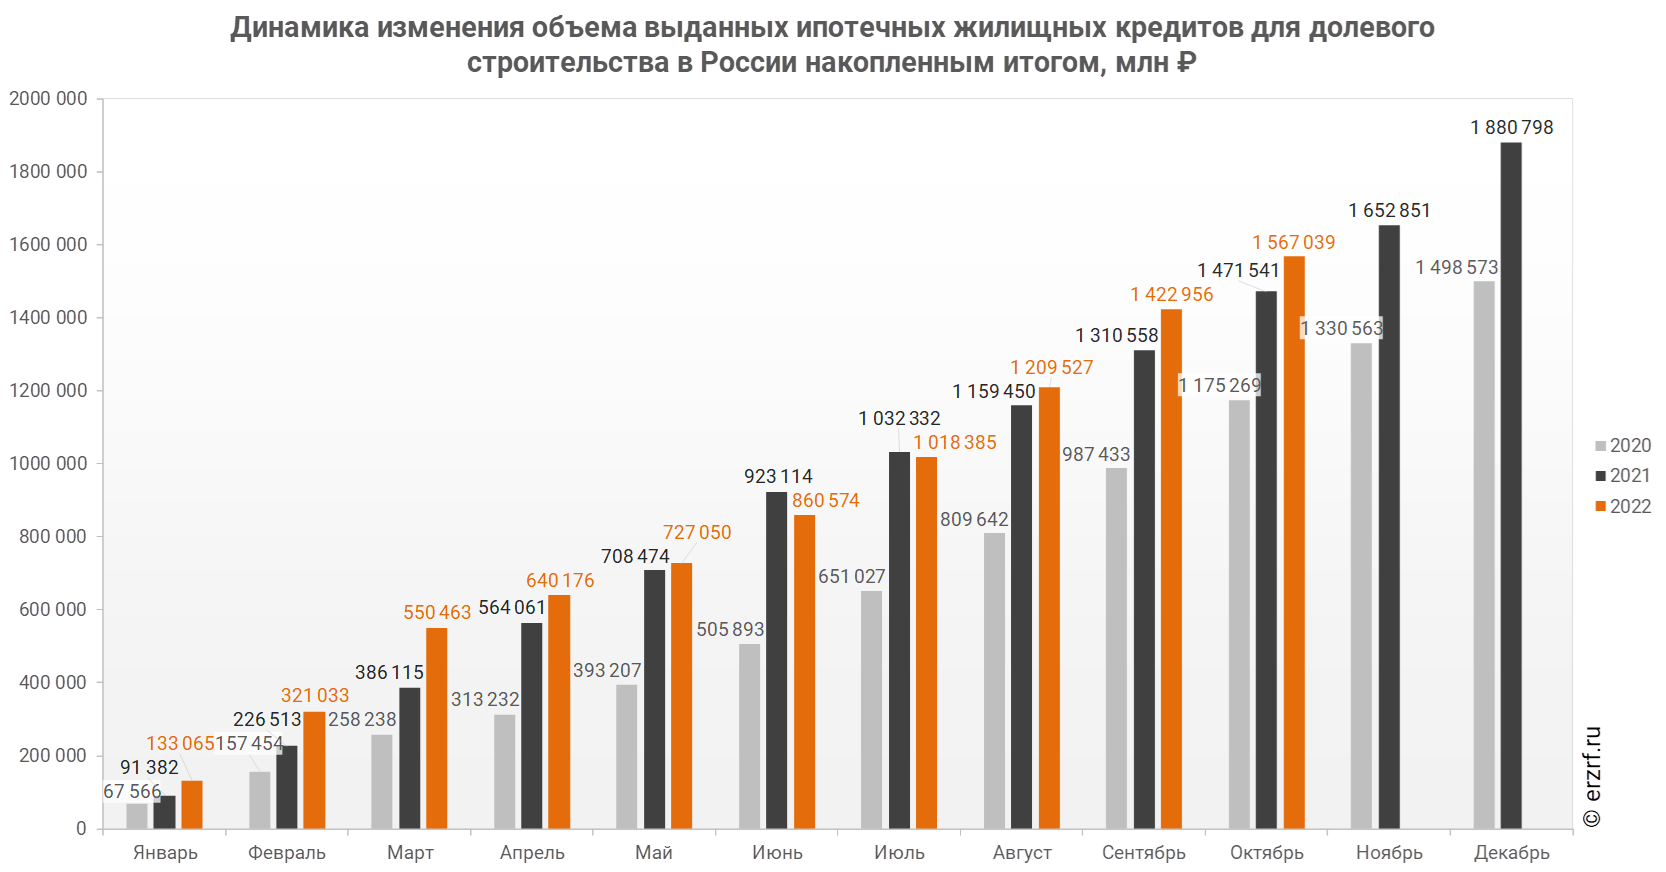 Динамика изменения объема выданных ипотечных жилищных кредитов для долевого
строительства в России накопленным итогом, млн ₽
2000 000
1800 000
1600 000
1400 000
1200 000
1000 000
800 000
600 000
400 000
200 000
0
67 566
91 382
133 065
157 454
226 513
321 033
258 238
386 115
550 463
313 232
564 061
640 176
393 207
708 474
727 050
505 893
923 114
860 574
651 027
1 032 332
1 018 385
809 642
1 159 450
1 209 527
987 433
1 310 558
1 422 956
1 175 269
1 471 541
1 567 039
1 330 563
1 652 851
1 498 573
1 880 798
Январь
Февраль
Март
Апрель
Май
Июнь
Июль
Август
Сентябрь
Октябрь
Ноябрь
Декабрь
2020
2021
2022
© erzrf.ru